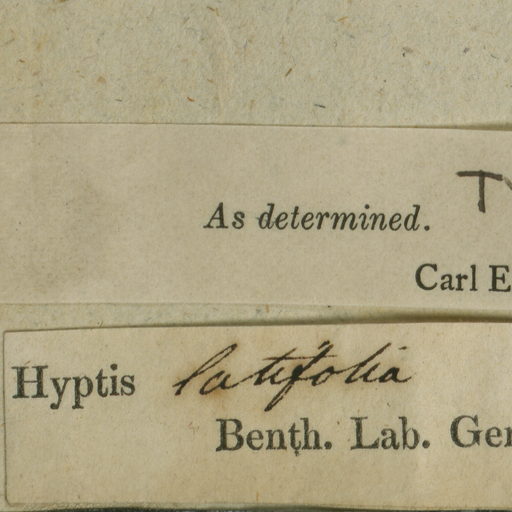 As determined.
Carl E
Hyptis latifolia
Benth. Lab. Ger